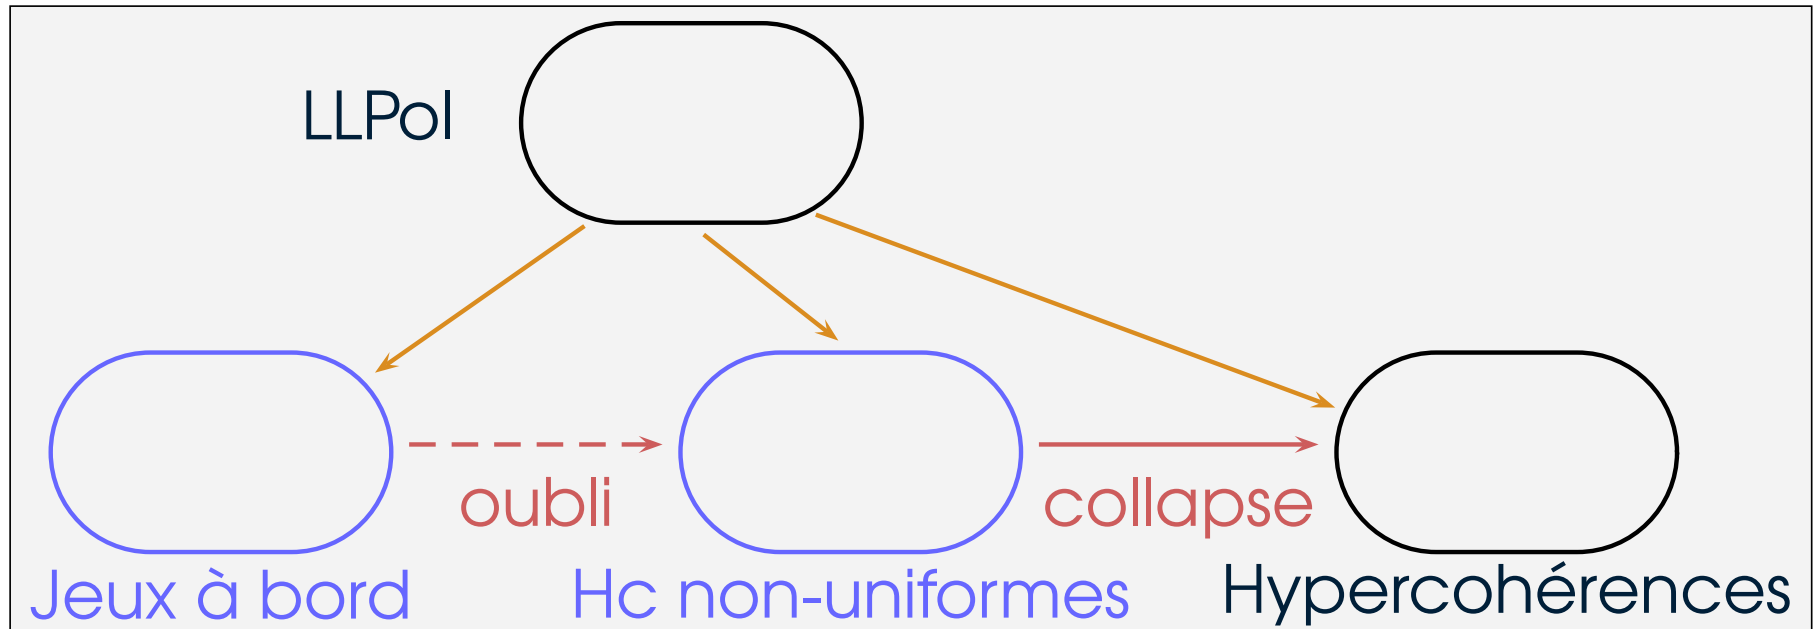 LLPol
oubli
collapse
Jeux à bord
Hc non-uniformes
Hypercohérences